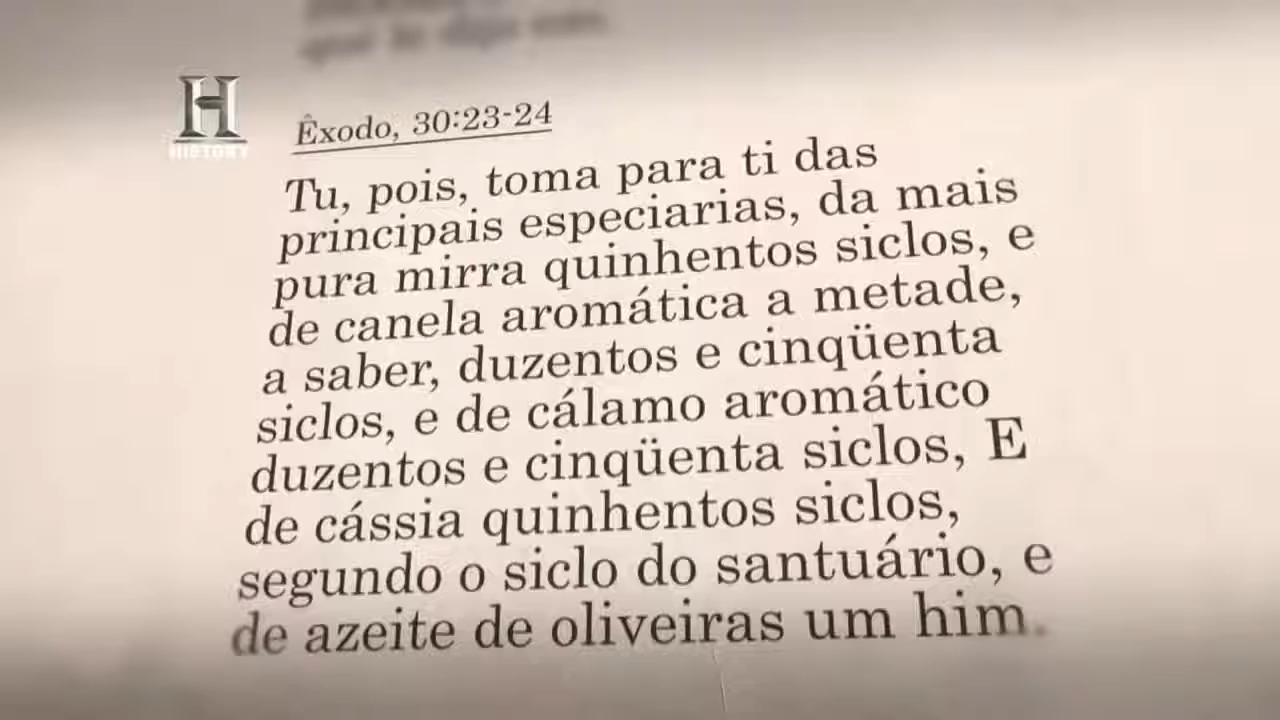 HISTORY
Êxodo, 30:23-24
Tu, pois, toma para ti das
principais especiarias, da mais
pura mirra quinhentos siclos, e
de canela aromática a metade,
a saber, duzentos e cinqüenta
siclos, e de cálamo aromático
duzentos e cinqüenta siclos, E
de cássia quinhentos siclos,
segundo o siclo do santuário, e
de azeite de oliveiras um him.